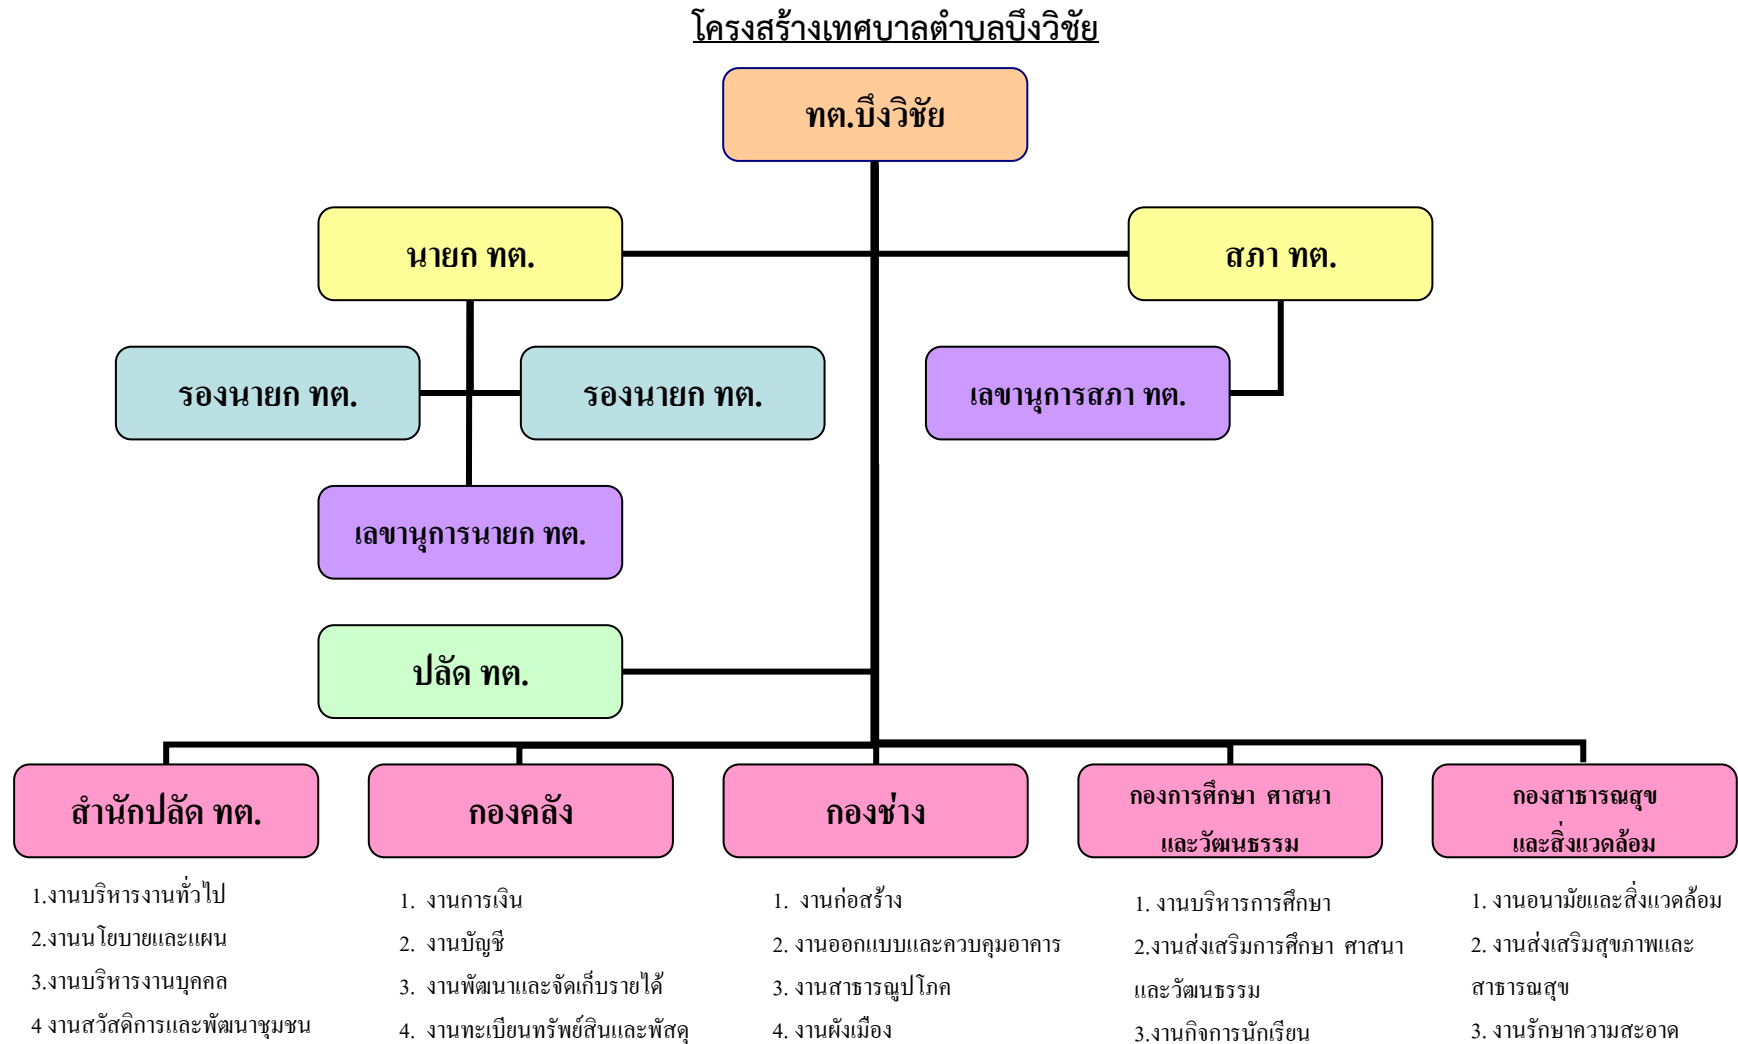 โครงสร้างเทศบาลตำบลบึงวิชัย
ทต.บึงวิชัย
นายก ทต.
สภา ทต.
รองนายก ทต.
รองนายก ทต.
เลขานุการสภา ทต.
เลขานุการนายก ทต.
ปลัด ทต.
สำนักปลัด ทต.
1.งานบริหารงานทั่วไป
2.งานนโยบายและแผน
3.งานบริหารงานบุคคล
4 งานสวัสดิการและพัฒนาชุมชน
กองคลัง
1. งานการเงิน
2. งานบัญชี
3. งานพัฒนาและจัดเก็บรายได้
4. งานทะเบียนทรัพย์สินและพัสดุ
กองช่าง
1. งานก่อสร้าง
2. งานออกแบบและควบคุมอาคาร
3. งานสาธารณูปโภค
4. งานผังเมือง
กองการศึกษา ศาสนา
และวัฒนธรรม
1. งานบริหารการศึกษา
2.งานส่งเสริมการศึกษา ศาสนา
และวัฒนธรรม
3.งานกิจการนักเรียน
กองสาธารณสุข
และสิ่งแวดล้อม
1. งานอนามัยและสิ่งแวดล้อม
2. งานส่งเสริมสุขภาพและ
สาธารณสุข
3. งานรักษาความสะอาด